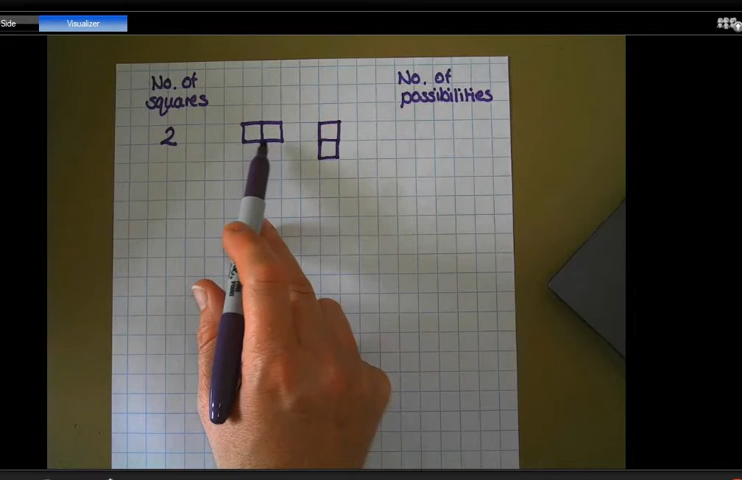 Side
Visualizer
No. of
squares
No. of
possibilities
2